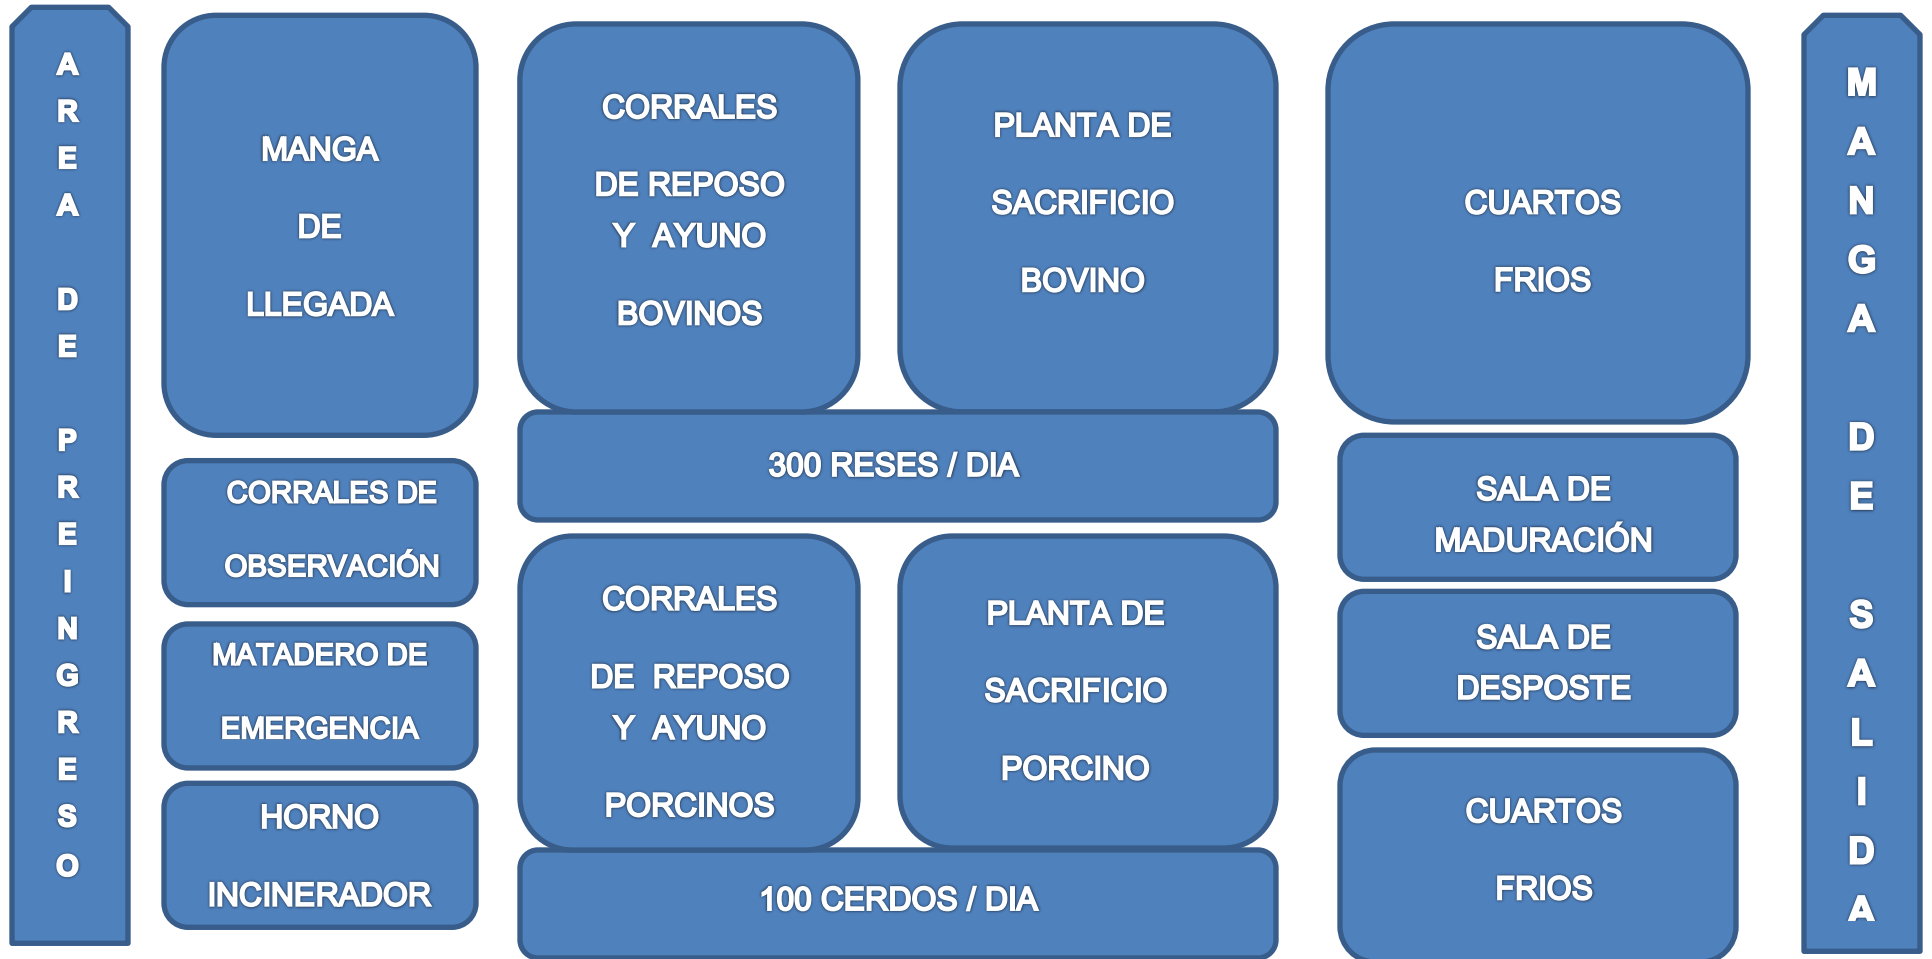 AREA DE PREINGRESO
MANGA
DE
LLEGADA
CORRALES DE
OBSERVACIÓN
MATADERO DE
EMERGENCIA
HORNO
INCINERADOR
CORRALES
DE REPOSO
Y AYUNO
BOVINOS
PLANTA DE
SACRIFICIO
BOVINO
300 RESES / DIA
CORRALES
DE REPOSO
Y AYUNO
PORCINOS
PLANTA DE
SACRIFICIO
PORCINO
100 CERDOS / DIA
CUARTOS
FRIOS
SALA DE
MADURACIÓN
SALA DE
DESPOSTE
CUARTOS
FRIOS
MANGA DE SALIDA